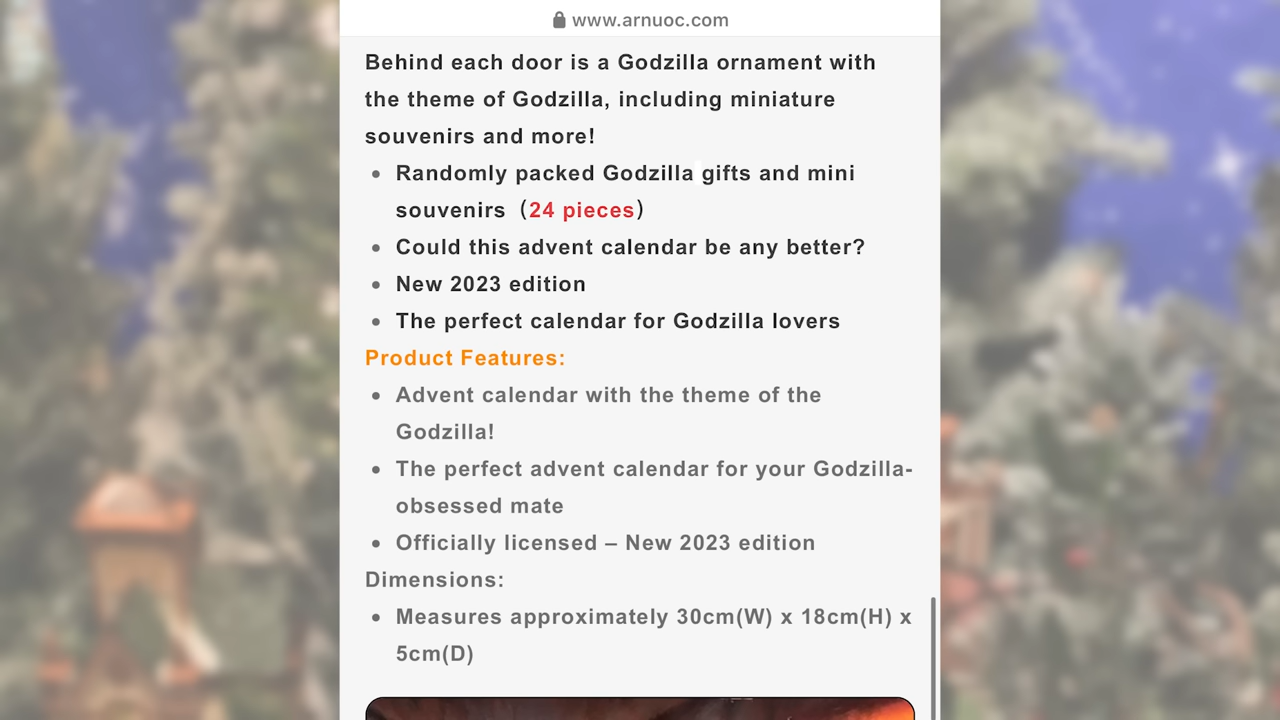 www.arnuoc.com
Behind each door is a Godzilla ornament with
the theme of Godzilla, including miniature
souvenirs and more!
• Randomly packed Godzilla gifts and mini
souvenirs（24 pieces）
• Could this advent calendar be any better?
• New 2023 edition
• The perfect calendar for Godzilla lovers
Product Features:
• Advent calendar with the theme of the
Godzilla!
• The perfect advent calendar for your Godzilla-
obsessed mate
• Officially licensed – New 2023 edition
Dimensions:
• Measures approximately 30cm(W) x 18cm(H) x
5cm(D)